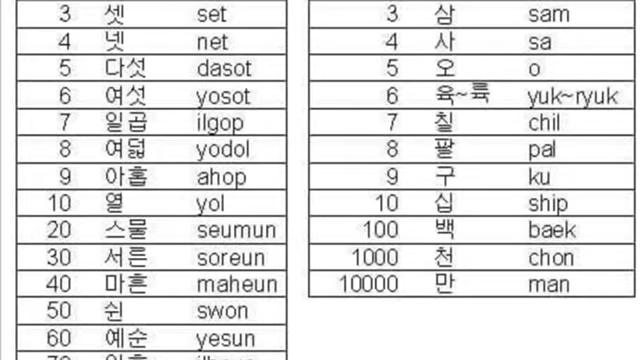 3 셋 set
4 넷 net
5 다섯 dasot
6 여섯 yosot
7 일곱 ilgop
8 여덟 yodol
9 아홉 ahop
10 열 yol
20 스물 seumun
30 서른 soreun
40 마흔 maheun
50 쉰 swon
60 예순 yesun
3 삼 sam
4 사 sa
5 오 o
6 육~륙 yuk~ryuk
7 칠 chil
8 팔 pal
9 구 ku
10 십 ship
100 백 baek
1000 천 chon
10000 만 man